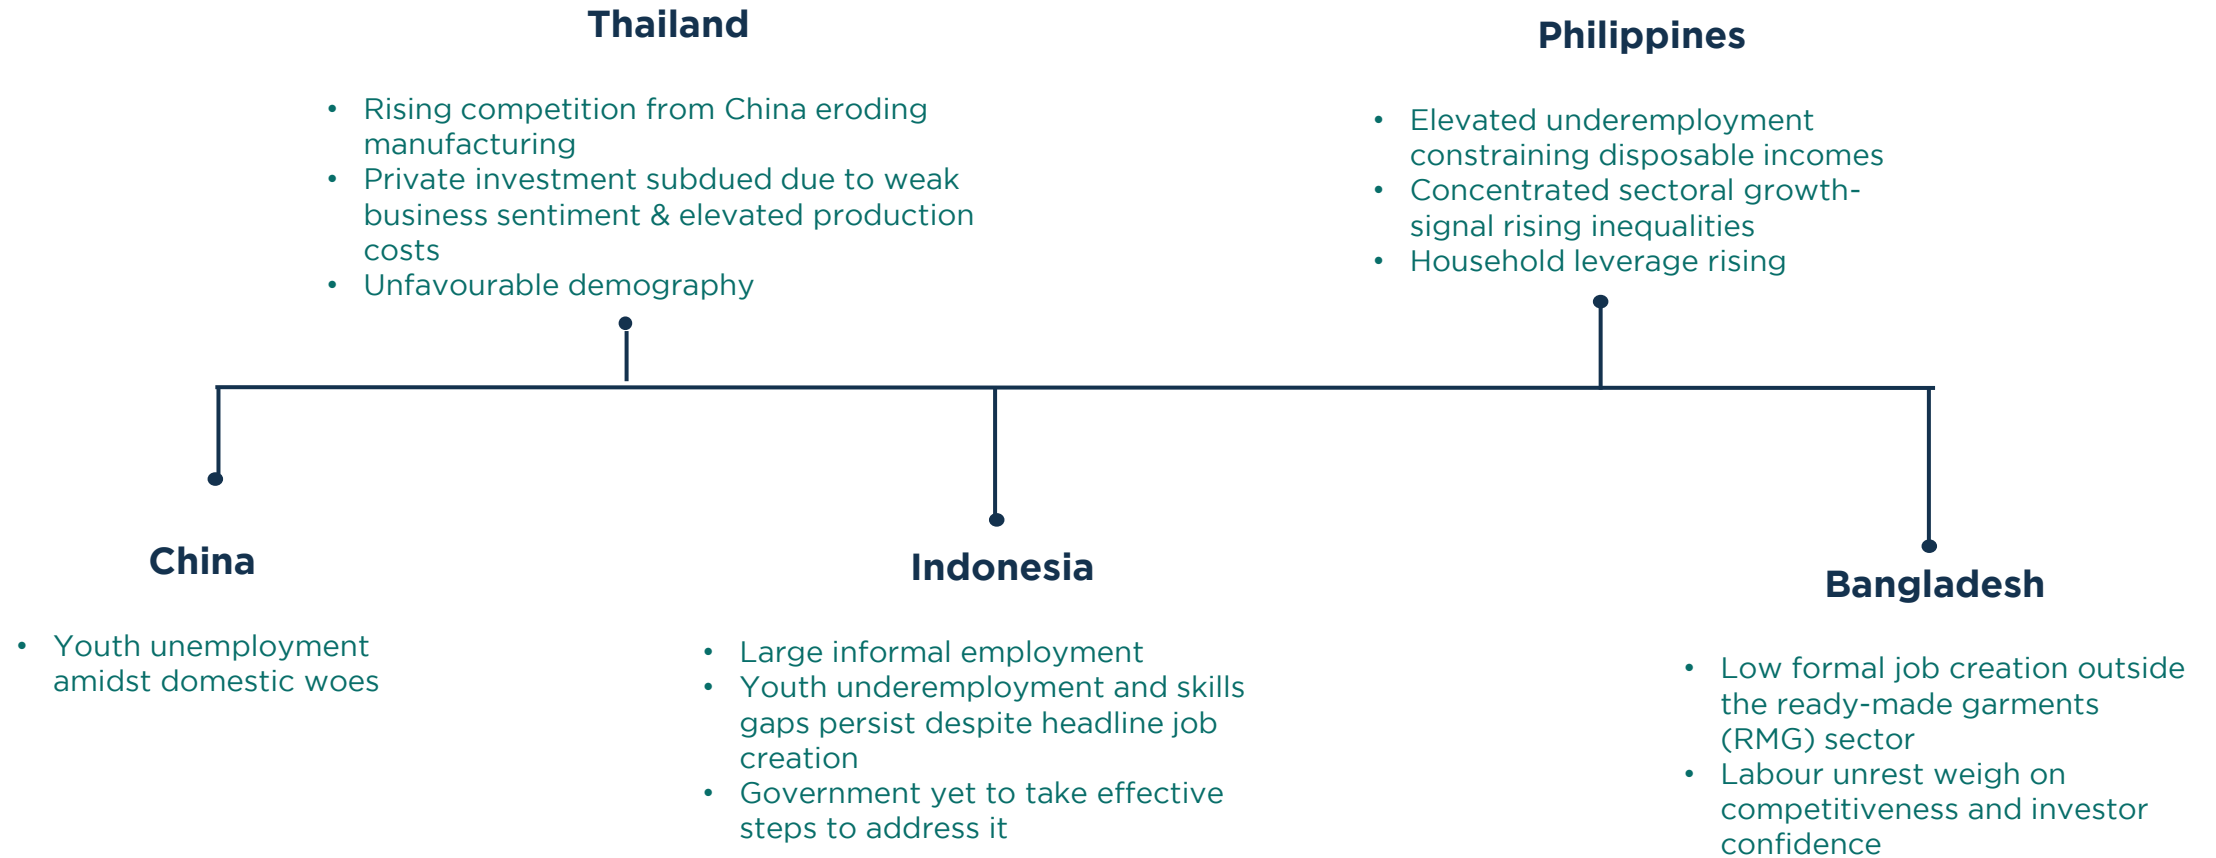 Thailand
• Rising competition from China eroding
manufacturing
• Private investment subdued due to weak
business sentiment & elevated production
costs
• Unfavourable demography
Philippines
• Elevated underemployment
constraining disposable incomes
• Concentrated sectoral growth-
signal rising inequalities
• Household leverage rising
China
• Youth unemployment
amidst domestic woes
Indonesia
• Large informal employment
• Youth underemployment and skills
gaps persist despite headline job
creation
• Government yet to take effective
steps to address it
Bangladesh
• Low formal job creation outside
the ready-made garments
(RMG) sector
• Labour unrest weigh on
competitiveness and investor
confidence